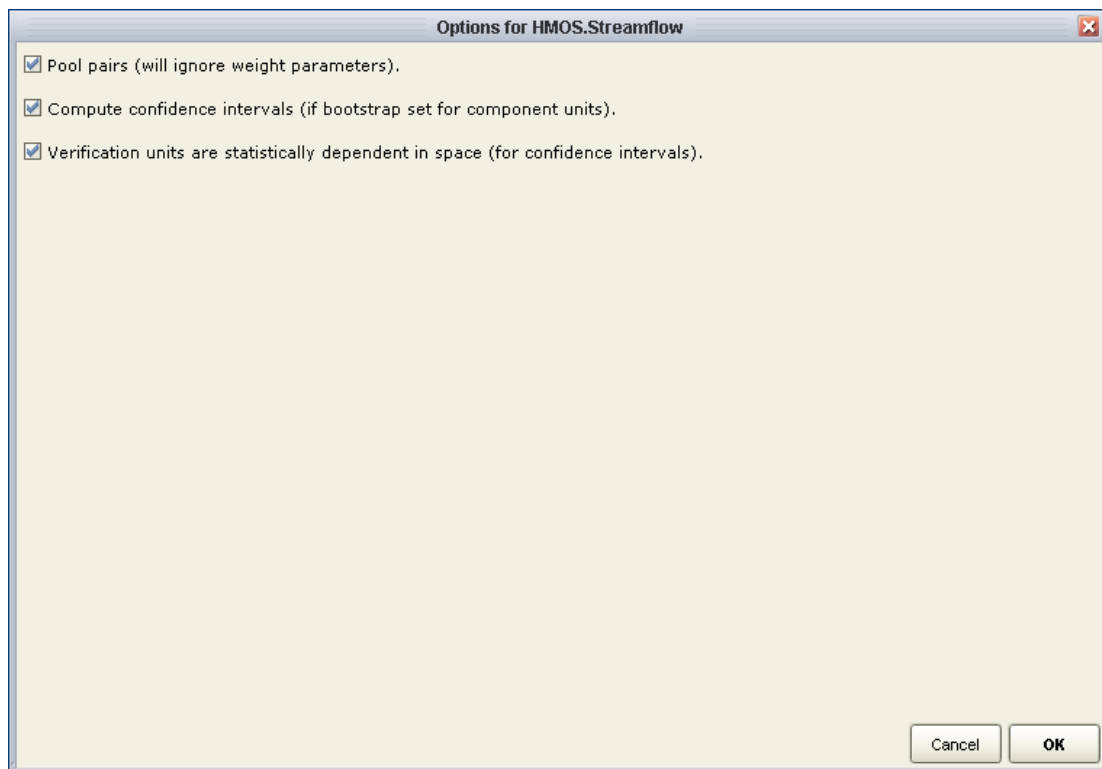 Options for HMOS.Streamflow
Pool pairs (will ignore weight parameters).
Compute confidence intervals (if bootstrap set for component units).
Verification units are statistically dependent in space (for confidence intervals).
Cancel
OK